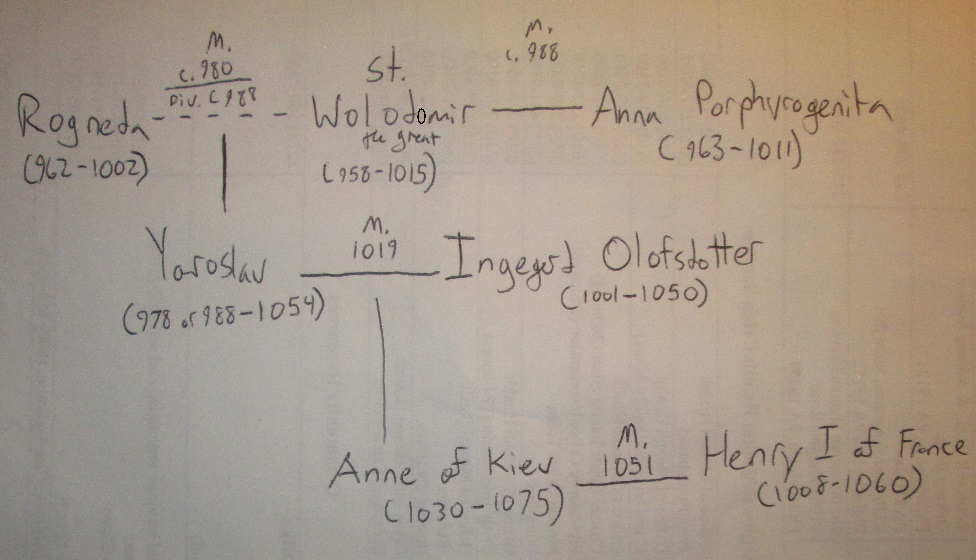 M.
c. 980
Div. C 988
M.
c. 988
Rogneda
(962-1002)
St.
Wolodomir
the great
(958-1015)
Anna Porphyrogenita
(963-1011)
Yaroslav
(978 or 988-1054)
M.
1019
Ingegerd Olofsdotter
(1001-1050)
Anne of Kiev
(1030-1075)
M.
1051
Henry I of France
(1008-1060)